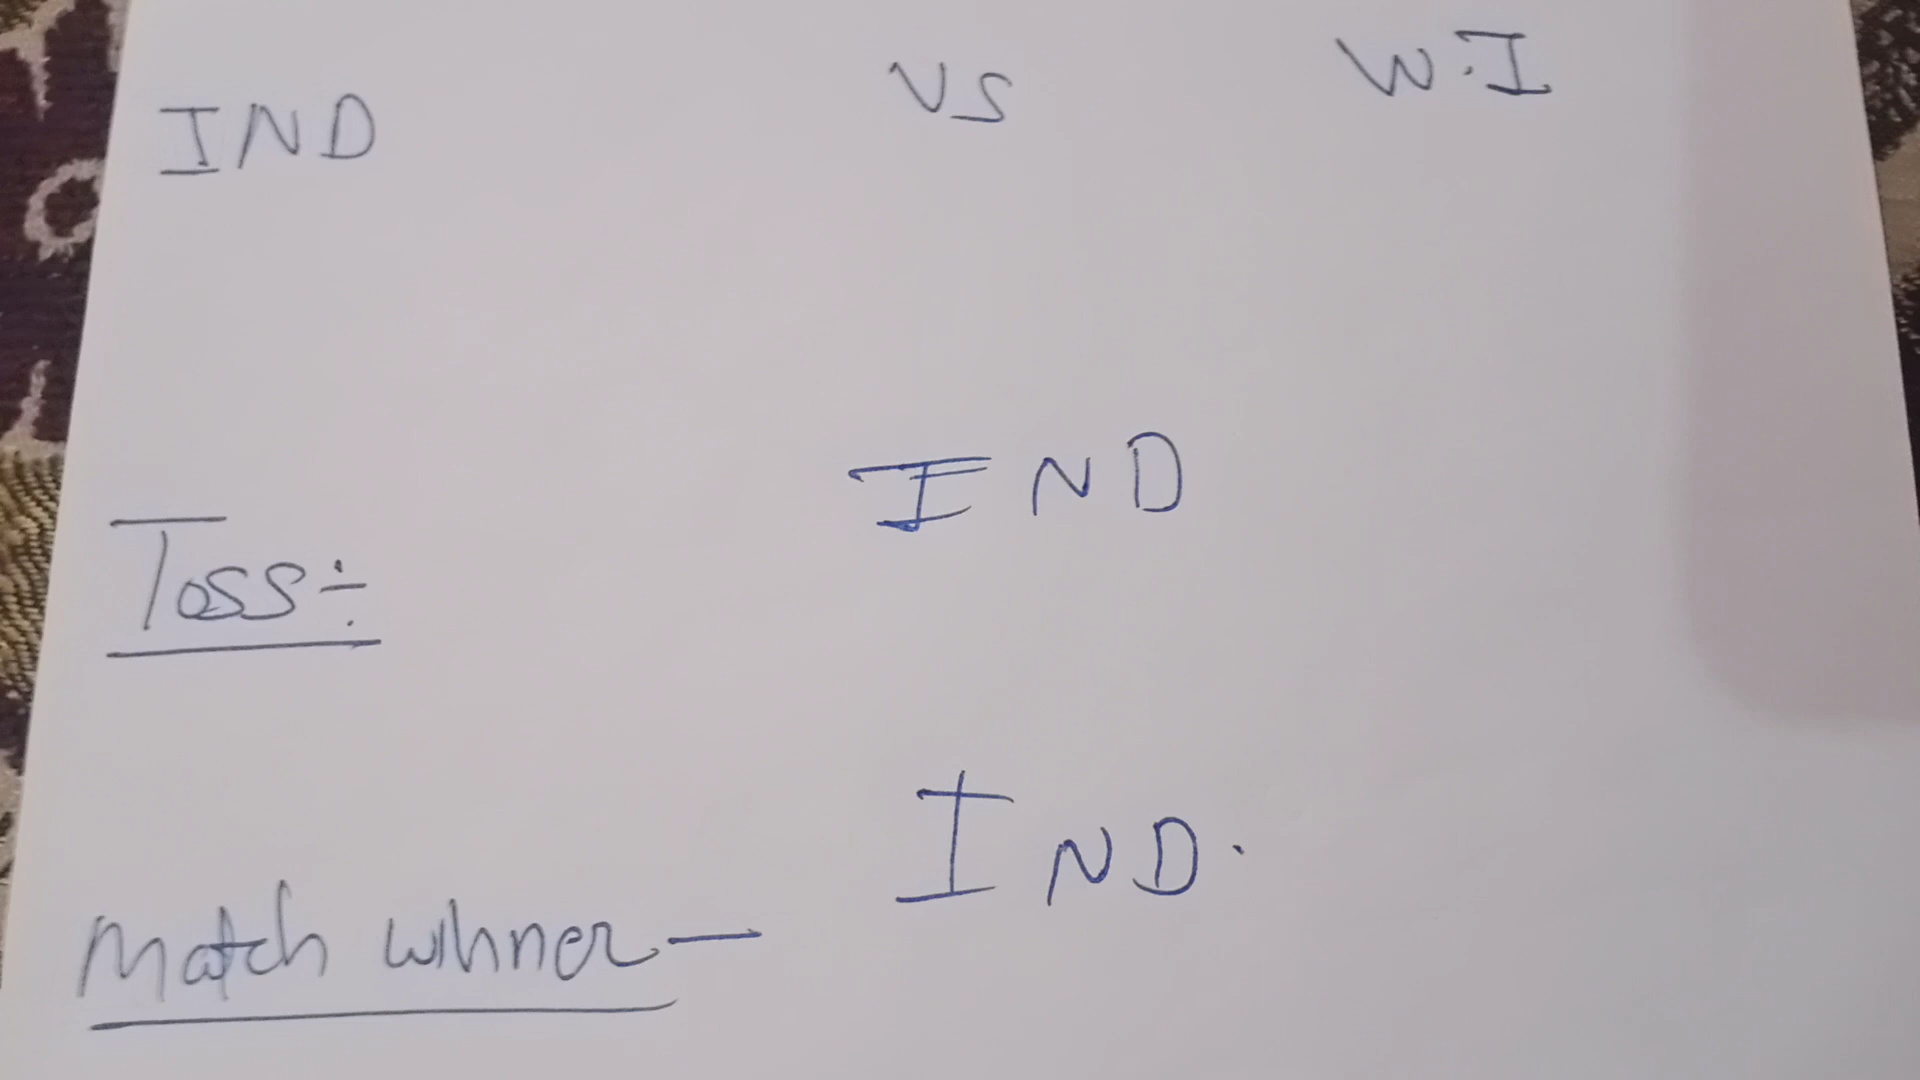 IND VS W.I
IND
Toss÷
IND.
Match winner-